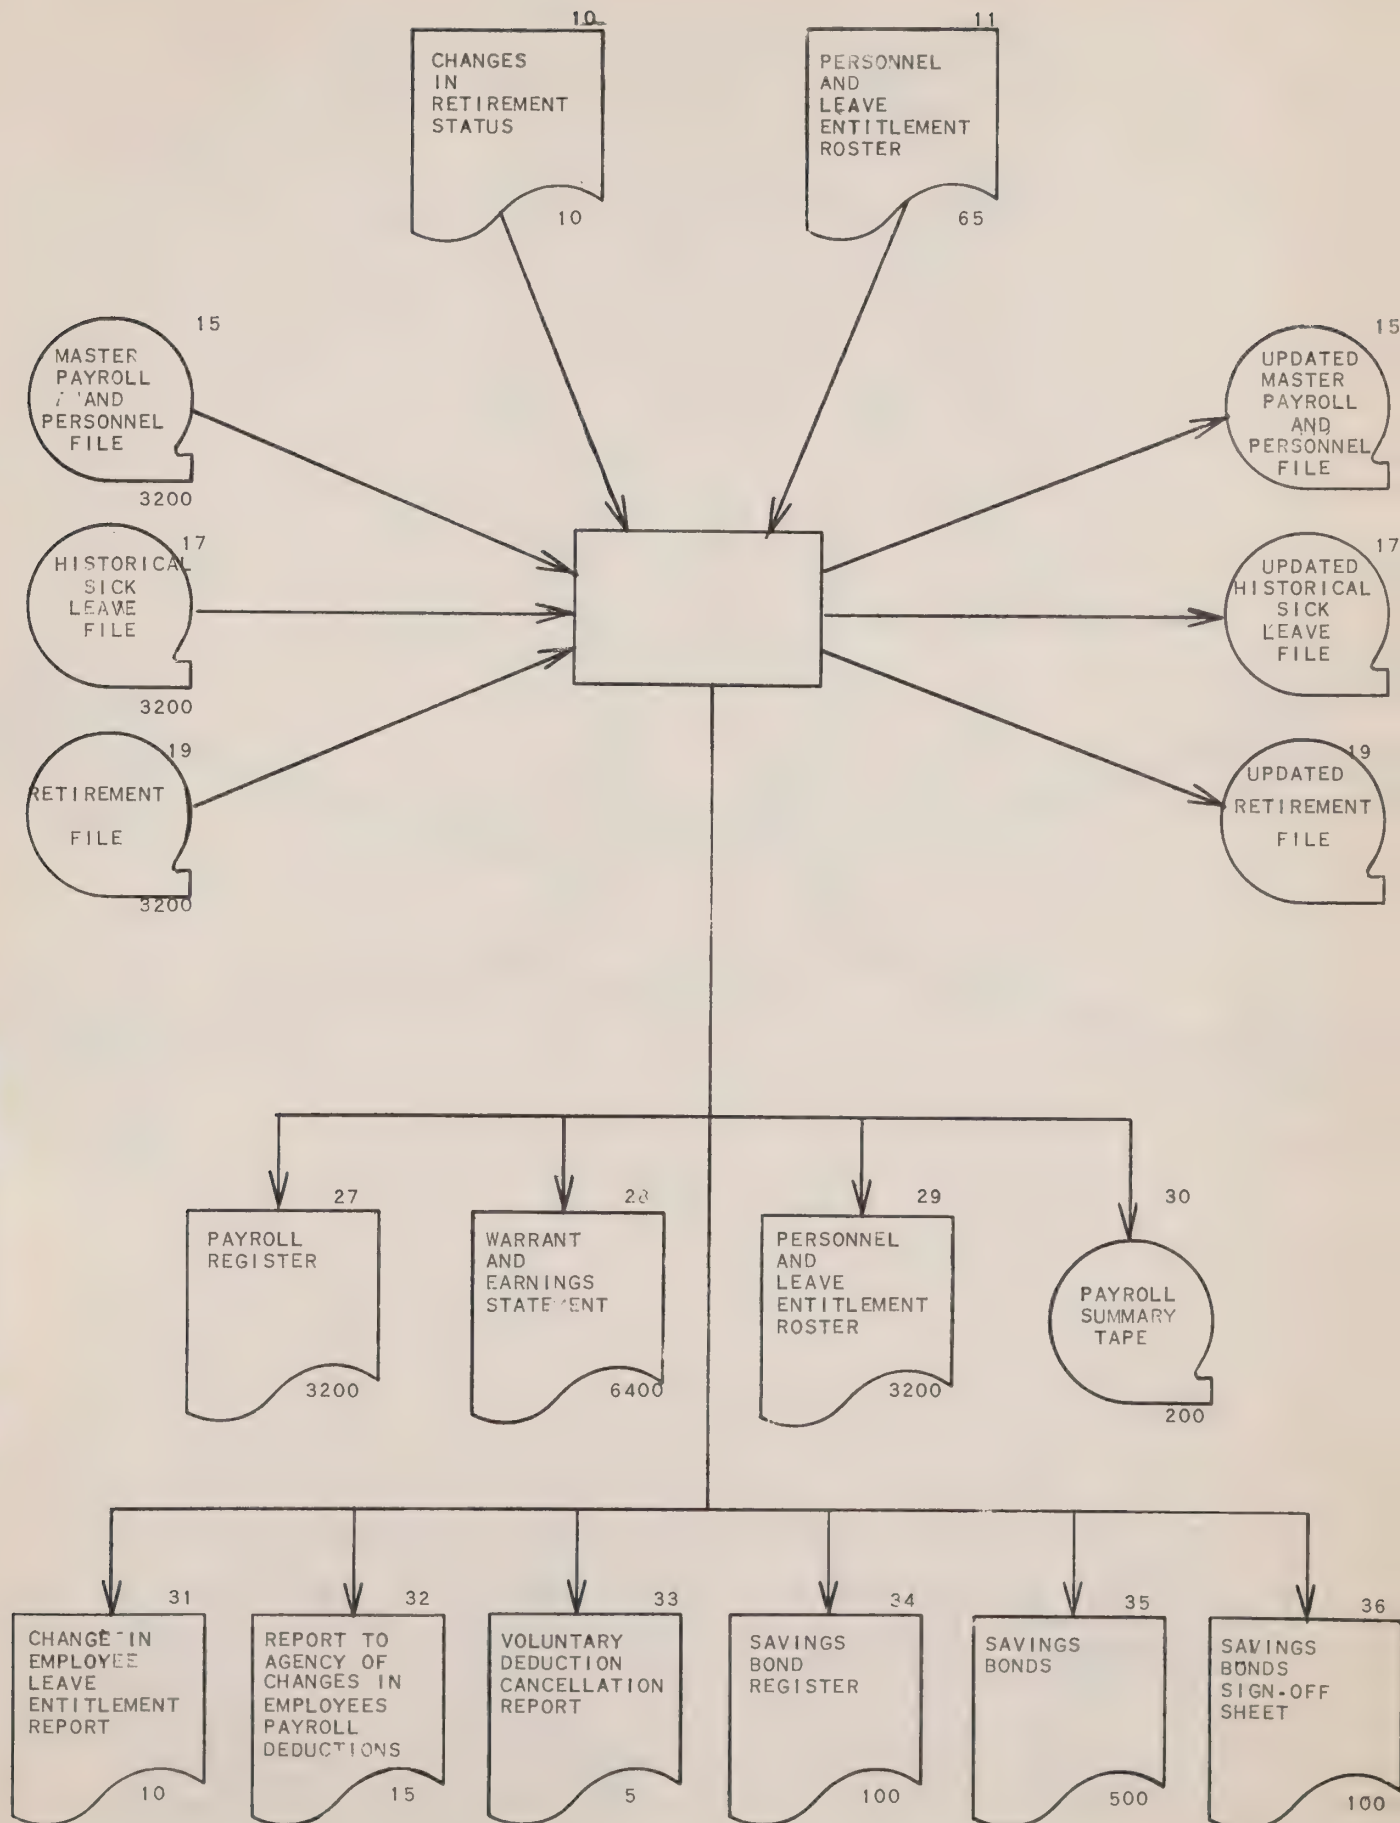 10
CHANGES
IN
RETIREMENT
STATUS
10
11
PERSONNEL
AND
LEAVE
ENTITLEMENT
ROSTER
65
15
MASTER
PAYROLL
AND
PERSONNEL
FILE
3200
17
HISTORICAL
SICK
LEAVE
FILE
3200
19
RETIREMENT
FILE
3200
15
UPDATED
MASTER
PAYROLL
AND
PERSONNEL
FILE
17
UPDATED
HISTORICAL
SICK
LEAVE
FILE
19
UPDATED
RETIREMENT
FILE
27
PAYROLL
REGISTER
3200
28
WARRANT
AND
EARNINGS
STATEMENT
6400
29
PERSONNEL
AND
LEAVE
ENTITLEMENT
ROSTER
3200
30
PAYROLL
SUMMARY
TAPE
200
31
CHANGE IN
EMPLOYEE
LEAVE
ENTITLEMENT
REPORT
10
32
REPORT TO
AGENCY OF
CHANGES IN
EMPLOYEES
PAYROLL
DEDUCTIONS
15
33
VOLUNTARY
DEDUCTION
CANCELLATION
REPORT
5
34
SAVINGS
BOND
REGISTER
100
35
SAVINGS
BONDS
500
36
SAVINGS
BONDS
SIGN-OFF
SHEET
100